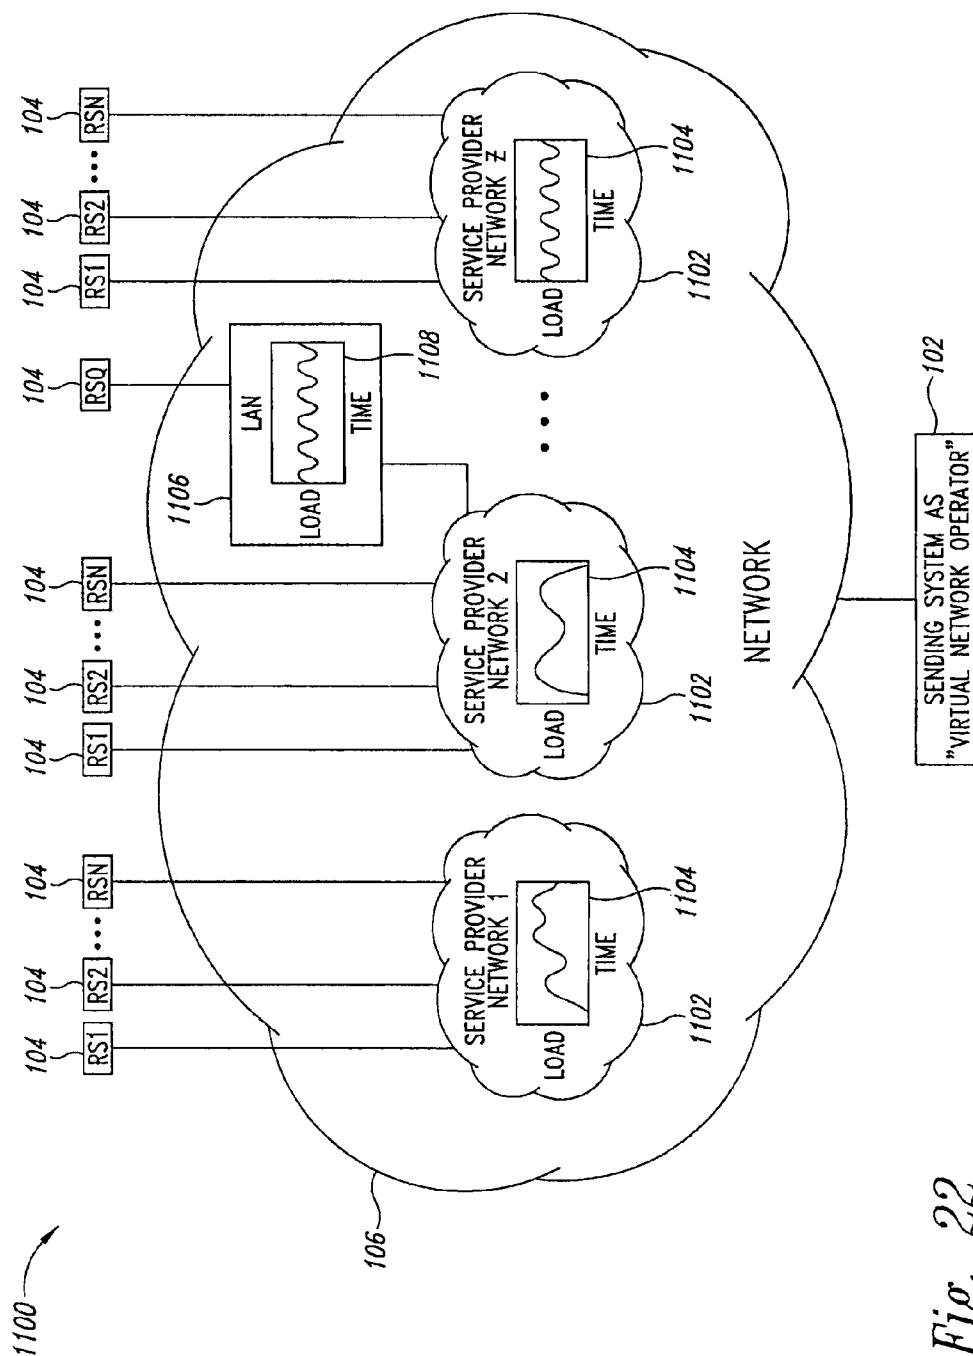 1100
104 104 104 104 104 104 104 104 104 104
RS1 RS2 ••• RSN RS1 RS2 ••• RSN RSQ RS1 RS2 ••• RSN
1106
LAN
LOAD
TIME
1108
106
SERVICE PROVIDER
NETWORK 1
LOAD
TIME
1104
1102
SERVICE PROVIDER
NETWORK 2
LOAD
TIME
1104
1102
•••
SERVICE PROVIDER
NETWORK Z
LOAD
TIME
1104
1102
NETWORK
102
SENDING SYSTEM AS
"VIRTUAL NETWORK OPERATOR"
Fig. 22